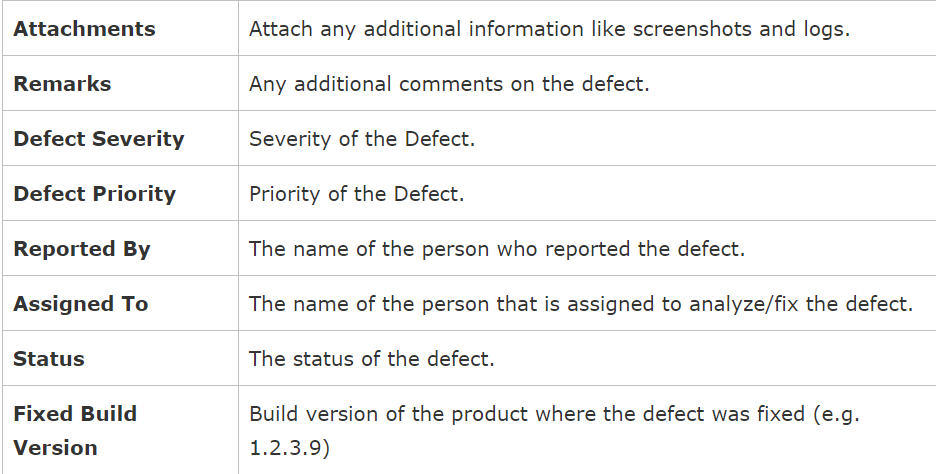 Attachments Attach any additional information like screenshots and logs.
Remarks Any additional comments on the defect.
Defect Severity Severity of the Defect.
Defect Priority Priority of the Defect.
Reported By The name of the person who reported the defect.
Assigned To The name of the person that is assigned to analyze/fix the defect.
Status The status of the defect.
Fixed Build Build version of the product where the defect was fixed (e.g.
Version 1.2.3.9)